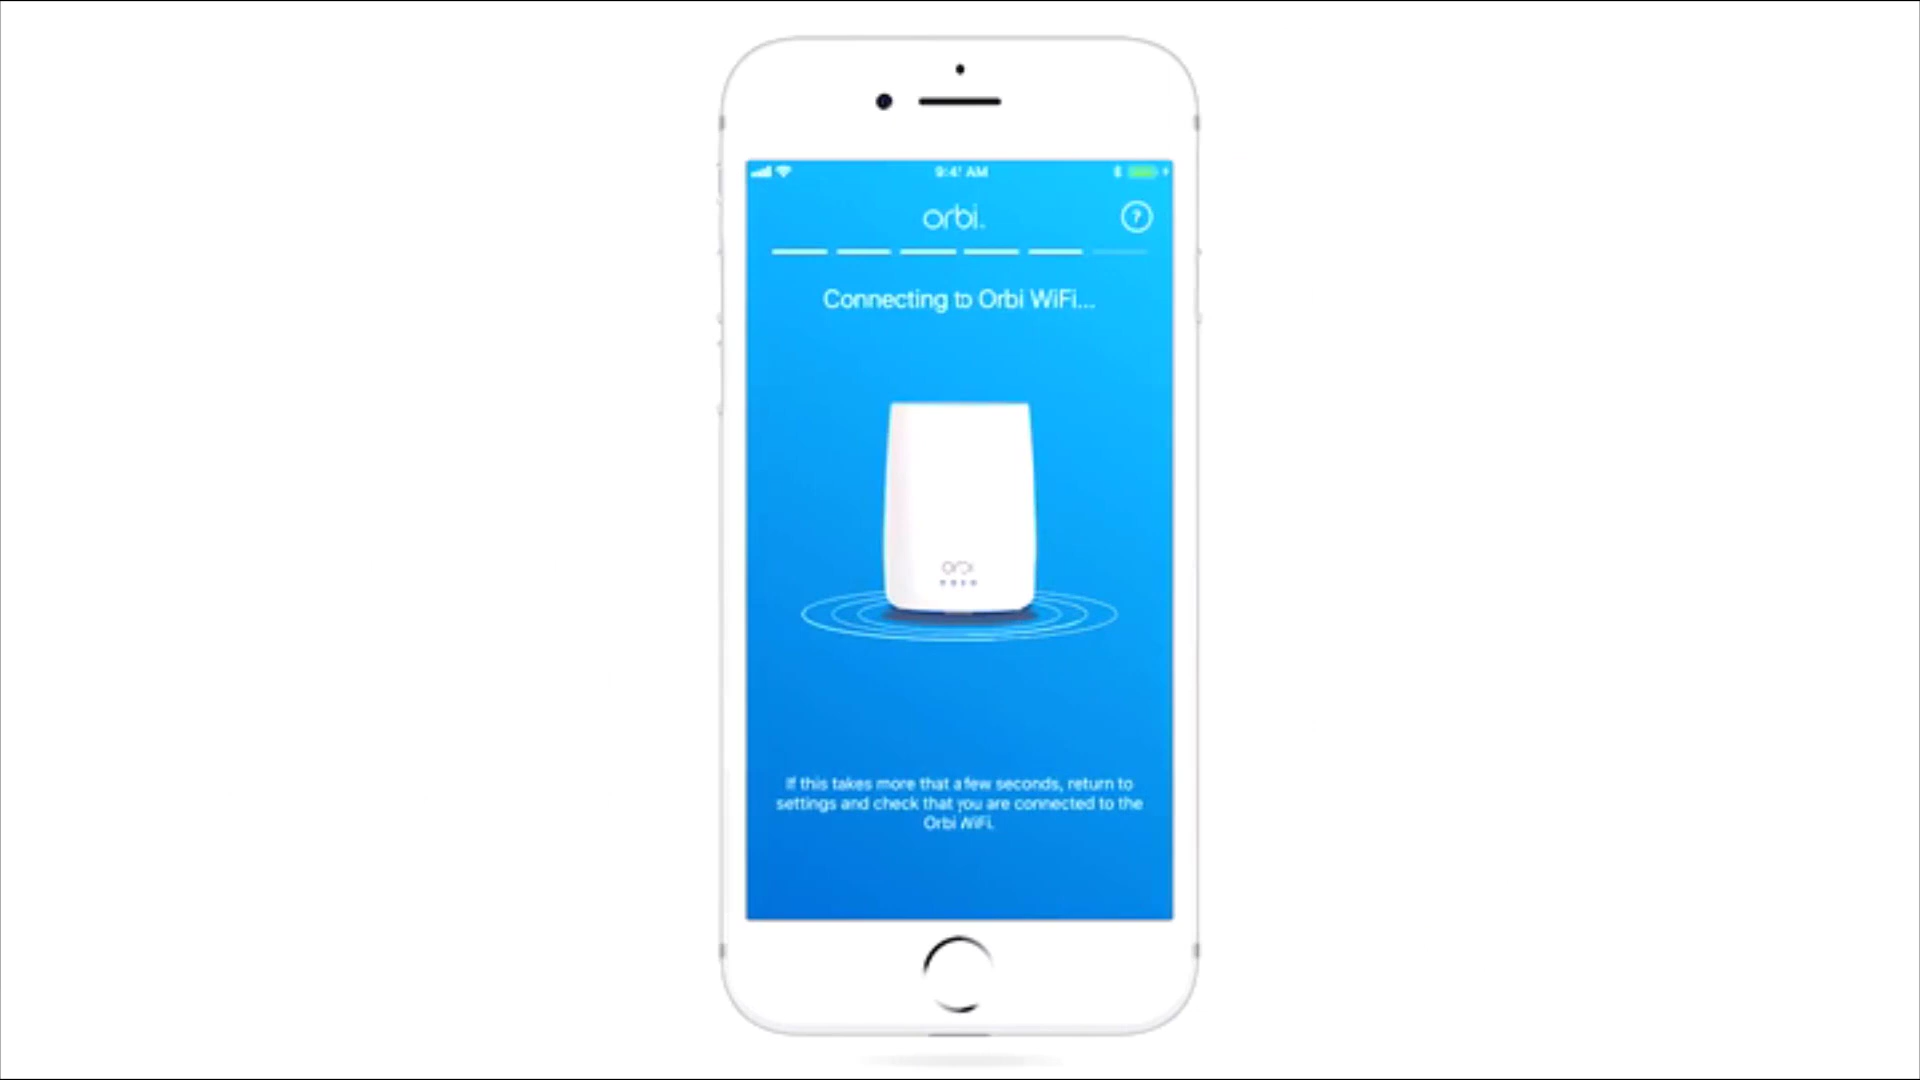 9:41 AM
orbi.
?
Connecting to Orbi WiFi...
orbi
If this takes more that a few seconds, return to
settings and check that you are connected to the
Orbi WiFi.